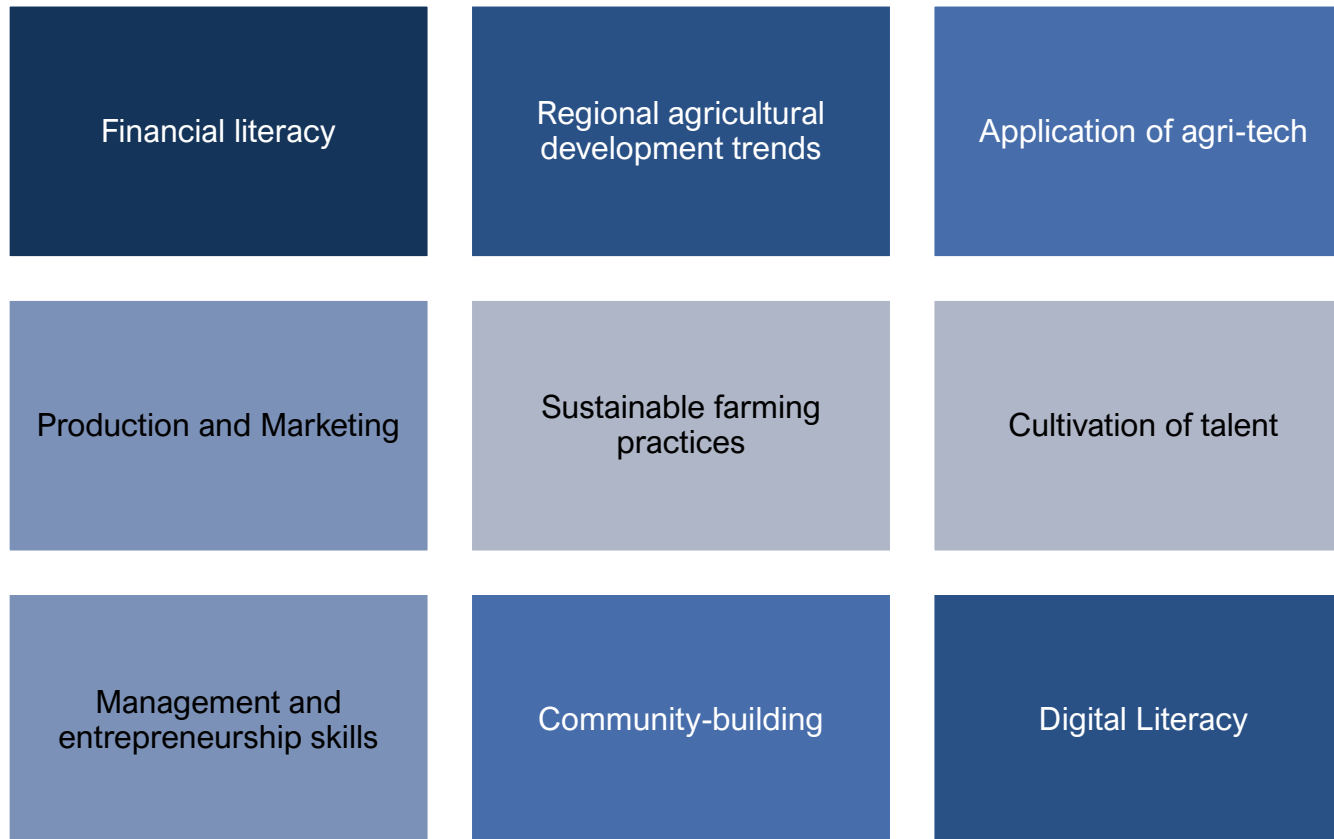 Financial literacy
Regional agricultural
development trends
Application of agri-tech
Production and Marketing
Sustainable farming
practices
Cultivation of talent
Management and
entrepreneurship skills
Community-building
Digital Literacy